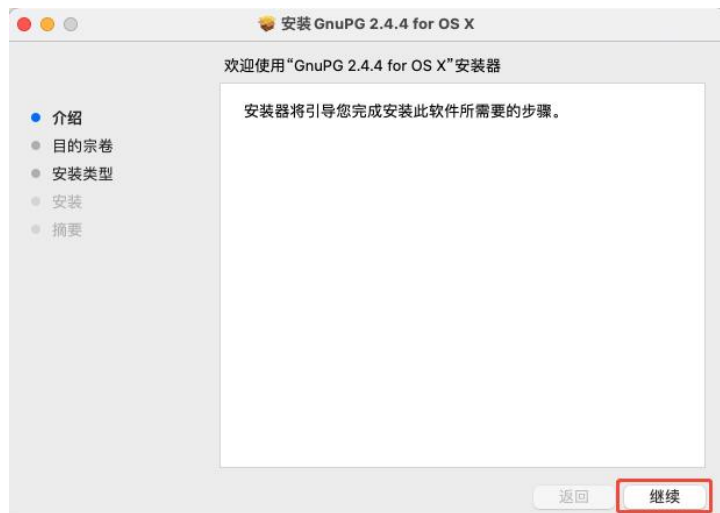 安装 GnuPG 2.4.4 for OS X
欢迎使用“GnuPG 2.4.4 for OS X”安装器
介绍
目的宗卷
安装类型
安装
摘要
安装器将引导您完成安装此软件所需要的步骤。
返回
继续